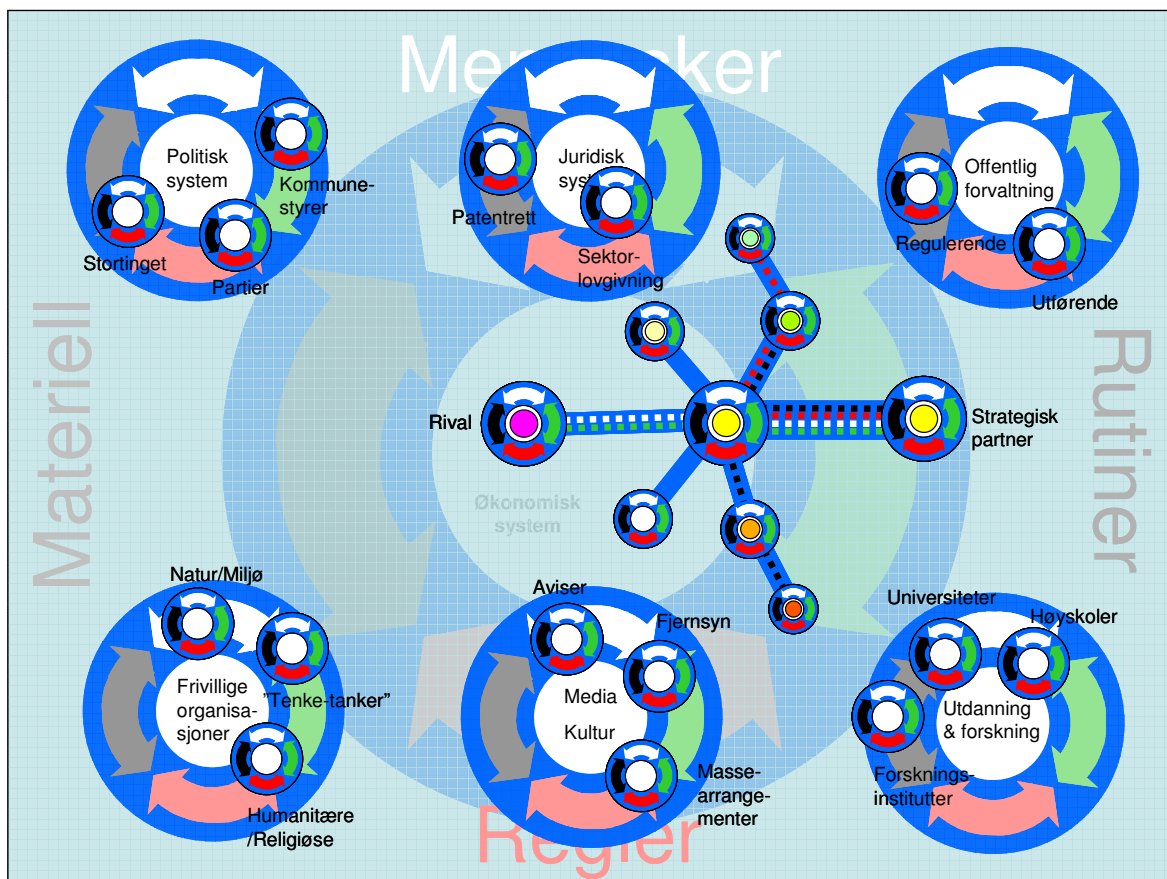 Mennesker
Politisk
system
Kommune-
styrer
Stortinget
Partier
Juridisk
system
Patentrett
Sektor-
lovgivning
Offentlig
forvaltning
Regulerende
Utførende
Materiell
Rutiner
Rival
Strategisk
partner
Økonomisk
system
Natur/Miljø
Frivillige
organisa-
sjoner
"Tenke-tanker"
Humanitære
/Religiøse
Aviser
Fjernsyn
Media
Kultur
Masse-
arrange-
menter
Universiteter
Høyskoler
Utdanning
& forskning
Forsknings-
institutter
Regler